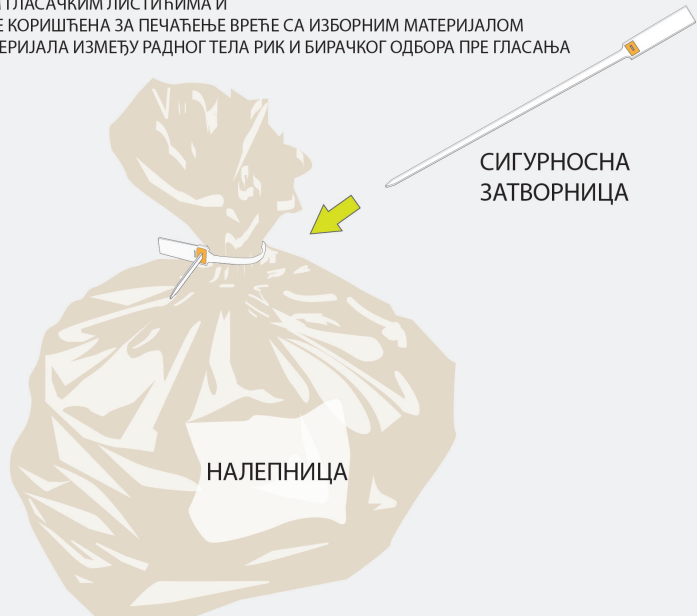 ГЛАСАЧКИМ ЛИСТИЋИМА И
КОРИШЋЕНА ЗА ПЕЧАЋЕЊЕ ВРЕЋЕ СА ИЗБОРНИМ МАТЕРИЈАЛОМ
ЕРИЈАЛА ИЗМЕЂУ РАДНОГ ТЕЛА РИК И БИРАЧКОГ ОДБОРА ПРЕ ГЛАСАЊА
СИГУРНОСНА
ЗАТВОРНИЦА
НАЛЕПНИЦА